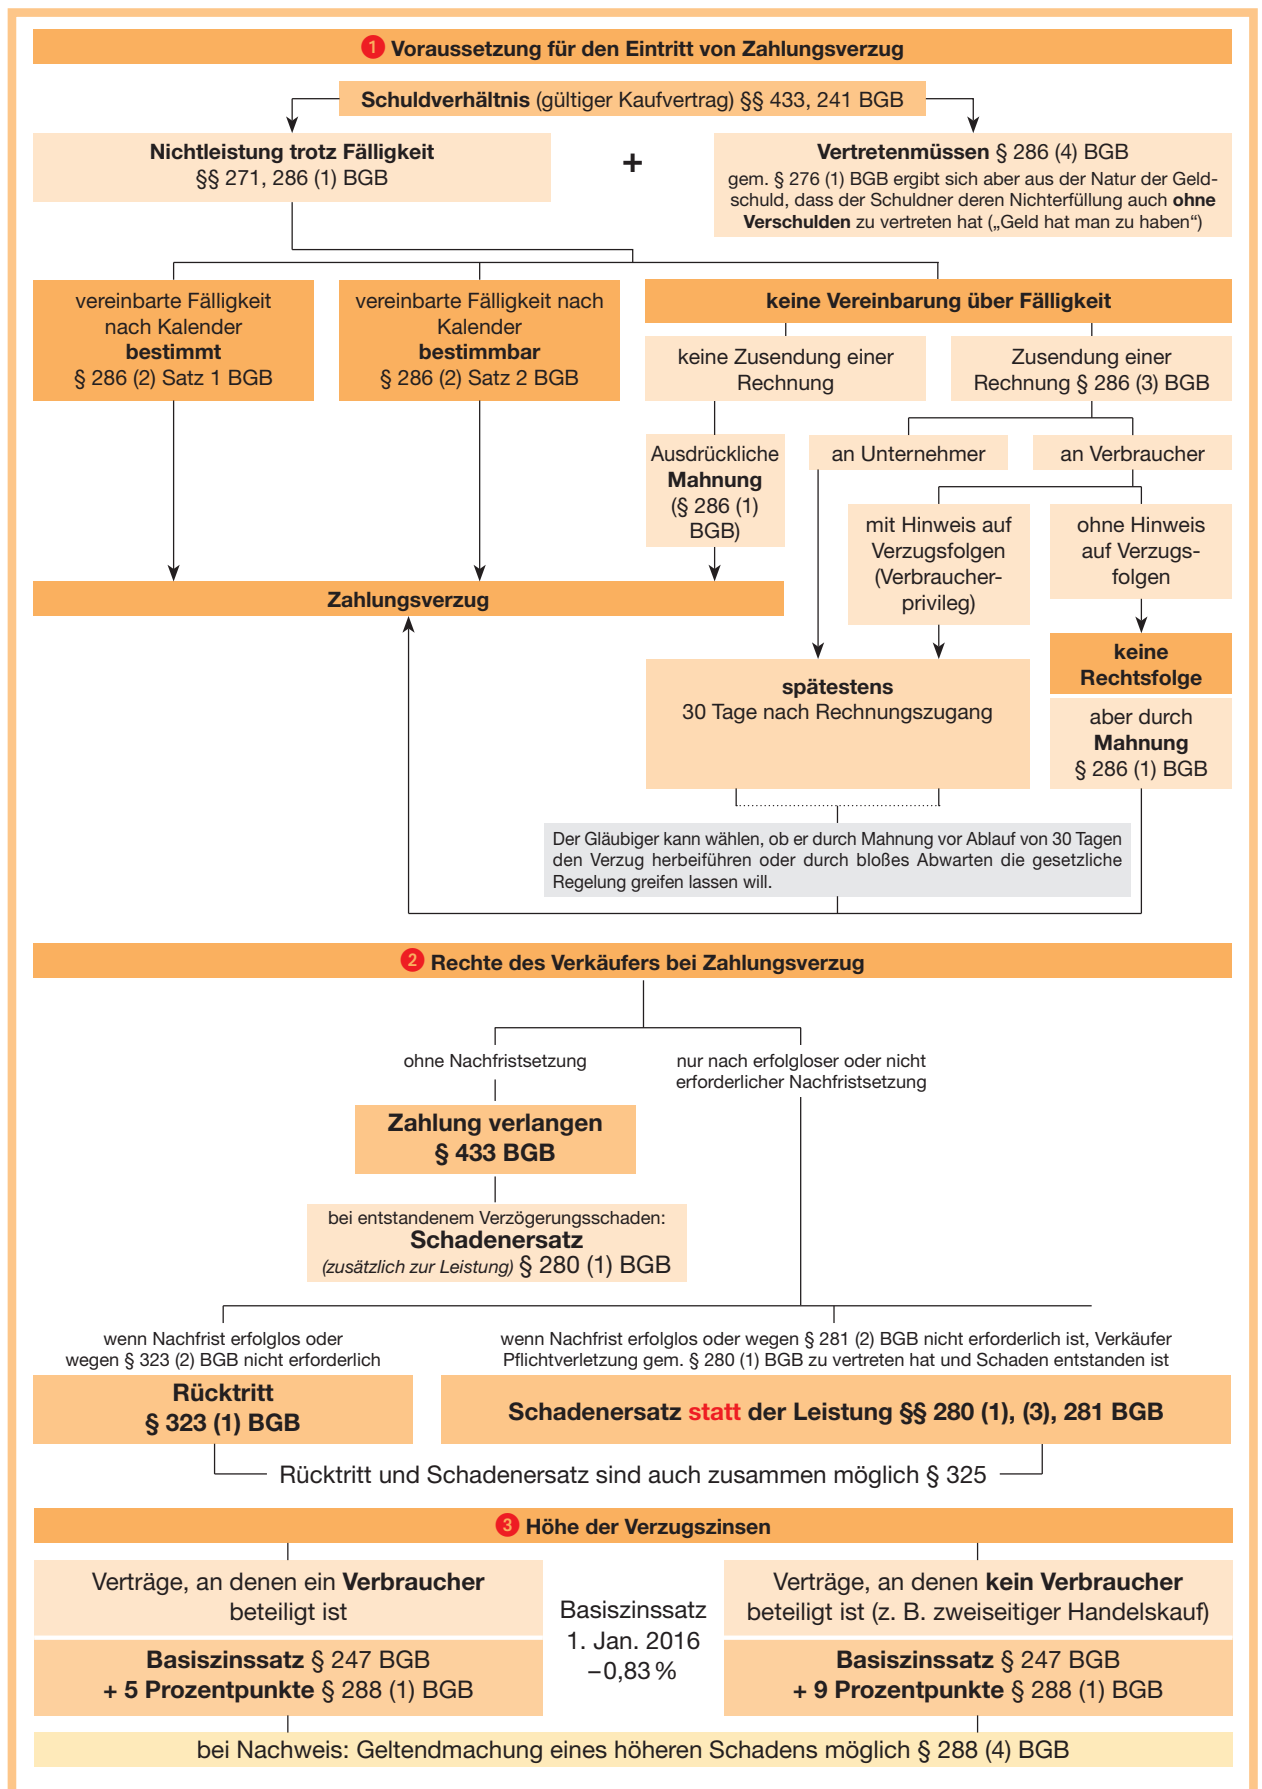 1 Voraussetzung für den Eintritt von Zahlungsverzug
Schuldverhältnis (gültiger Kaufvertrag) §§ 433, 241 BGB
Nichtleistung trotz Fälligkeit
§§ 271, 286 (1) BGB
+
Vertretenmüssen § 286 (4) BGB
gem. § 276 (1) BGB ergibt sich aber aus der Natur der Geld-
schuld, dass der Schuldner deren Nichterfüllung auch ohne
Verschulden zu vertreten hat („Geld hat man zu haben“)
vereinbarte Fälligkeit
nach Kalender
bestimmt
§ 286 (2) Satz 1 BGB
vereinbarte Fälligkeit nach
Kalender
bestimmbar
§ 286 (2) Satz 2 BGB
keine Vereinbarung über Fälligkeit
keine Zusendung einer
Rechnung
Zusendung einer
Rechnung § 286 (3) BGB
Ausdrückliche
Mahnung
(§ 286 (1)
BGB)
an Unternehmer
an Verbraucher
mit Hinweis auf
Verzugsfolgen
(Verbraucher-
privileg)
ohne Hinweis
auf Verzugs-
folgen
Zahlungsverzug
keine
Rechtsfolge
spätestens
30 Tage nach Rechnungszugang
aber durch
Mahnung
§ 286 (1) BGB
Der Gläubiger kann wählen, ob er durch Mahnung vor Ablauf von 30 Tagen
den Verzug herbeiführen oder durch bloßes Abwarten die gesetzliche
Regelung greifen lassen will.
2 Rechte des Verkäufers bei Zahlungsverzug
ohne Nachfristsetzung
nur nach erfolgloser oder nicht
erforderlicher Nachfristsetzung
Zahlung verlangen
§ 433 BGB
bei entstandenem Verzögerungsschaden:
Schadenersatz
(zusätzlich zur Leistung) § 280 (1) BGB
wenn Nachfrist erfolglos oder
wegen § 323 (2) BGB nicht erforderlich
wenn Nachfrist erfolglos oder wegen § 281 (2) BGB nicht erforderlich ist, Verkäufer
Pflichtverletzung gem. § 280 (1) BGB zu vertreten hat und Schaden entstanden ist
Rücktritt
§ 323 (1) BGB
Schadenersatz statt der Leistung §§ 280 (1), (3), 281 BGB
Rücktritt und Schadenersatz sind auch zusammen möglich § 325
3 Höhe der Verzugszinsen
Verträge, an denen ein Verbraucher
beteiligt ist
Basiszinssatz
1. Jan. 2016
–0,83 %
Verträge, an denen kein Verbraucher
beteiligt ist (z. B. zweiseitiger Handelskauf)
Basiszinssatz § 247 BGB
+ 5 Prozentpunkte § 288 (1) BGB
Basiszinssatz § 247 BGB
+ 9 Prozentpunkte § 288 (1) BGB
bei Nachweis: Geltendmachung eines höheren Schadens möglich § 288 (4) BGB